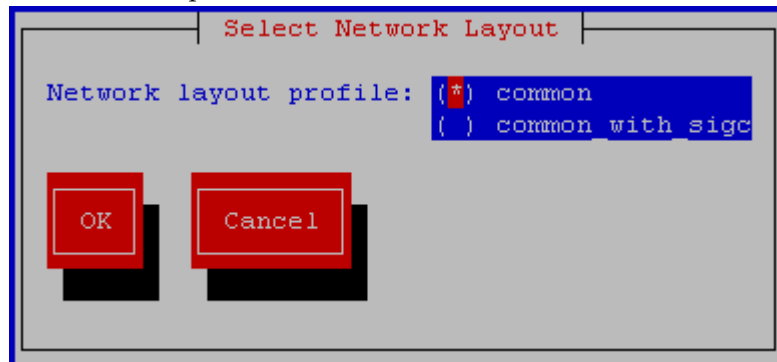 Select Network Layout
Network layout profile: (*) common
( ) common_with_sigc
OK Cancel